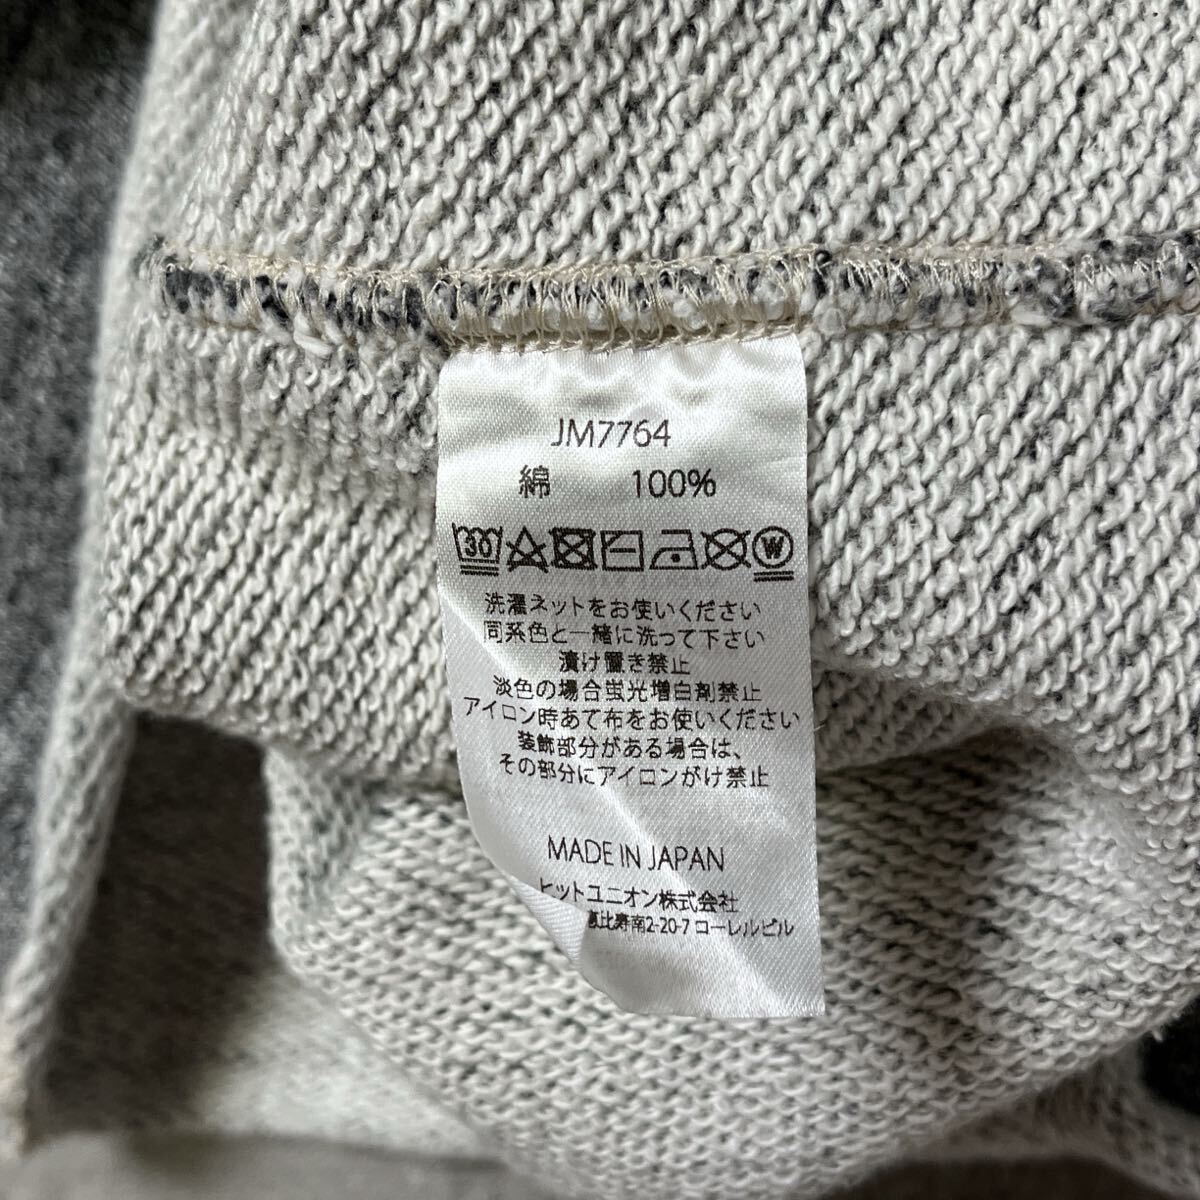 JM7764
綿 100%
30 W
洗濯ネットをお使いください
同系色と一緒に洗って下さい
漬け置き禁止
淡色の場合蛍光増白剤禁止
アイロン時あて布をお使いください
装飾部分がある場合は、
その部分にアイロンがけ禁止
MADE IN JAPAN
ヒットユニオン株式会社
恵比寿南2-20-7 コーレルビル